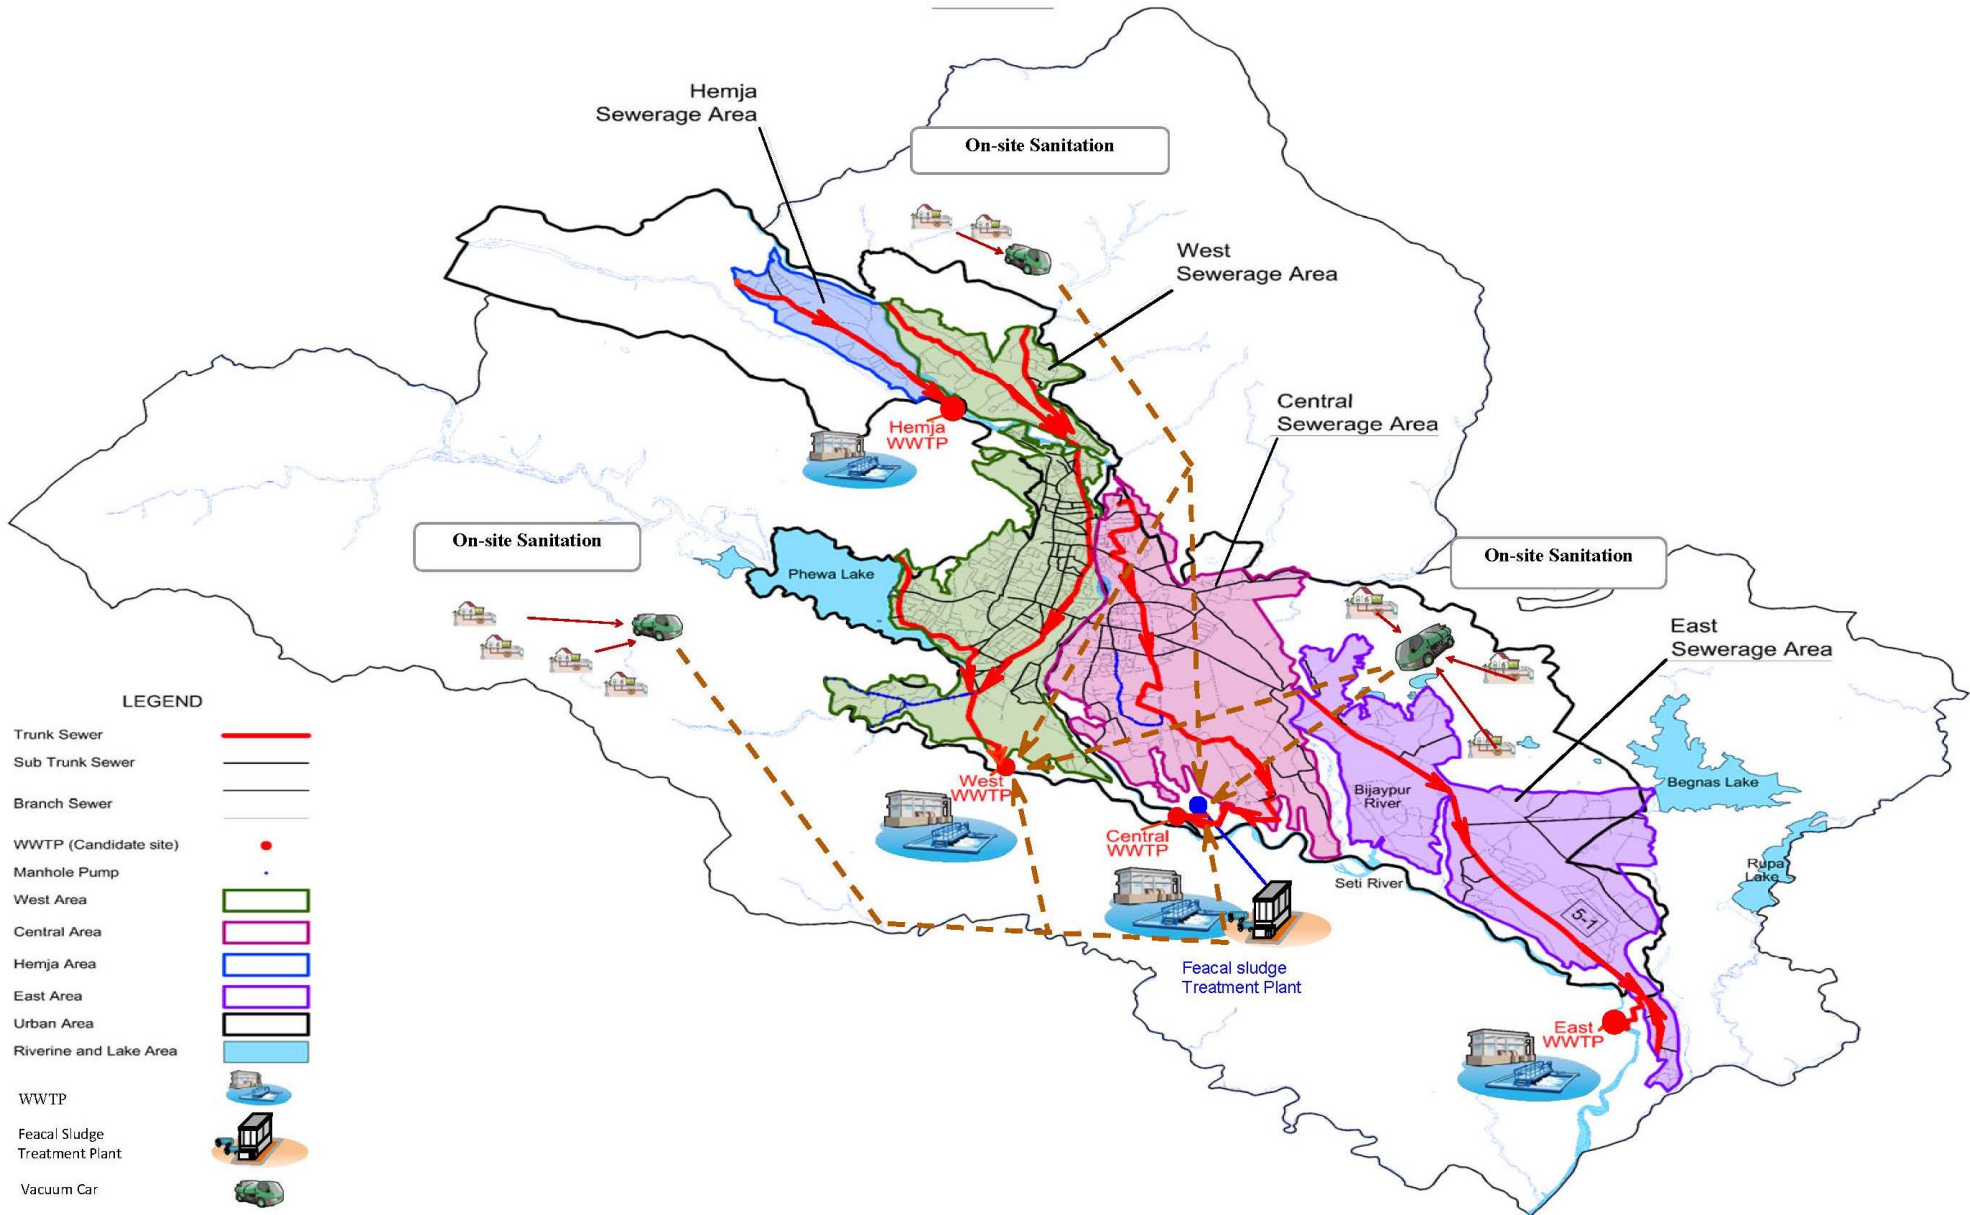 Hemja
Sewerage Area
On-site Sanitation
West
Sewerage Area
Central
Sewerage Area
Hemja
WWTP
On-site Sanitation
Phewa Lake
On-site Sanitation
East
Sewerage Area
West
WWTP
Central
WWTP
Bijaypur
River
Begnas Lake
Rupa
Lake
Seti River
5-1
Feacal sludge
Treatment Plant
East
WWTP
LEGEND
Trunk Sewer
Sub Trunk Sewer
Branch Sewer
WWTP (Candidate site)
Manhole Pump
West Area
Central Area
Hemja Area
East Area
Urban Area
Riverine and Lake Area
WWTP
Feacal Sludge
Treatment Plant
Vacuum Car